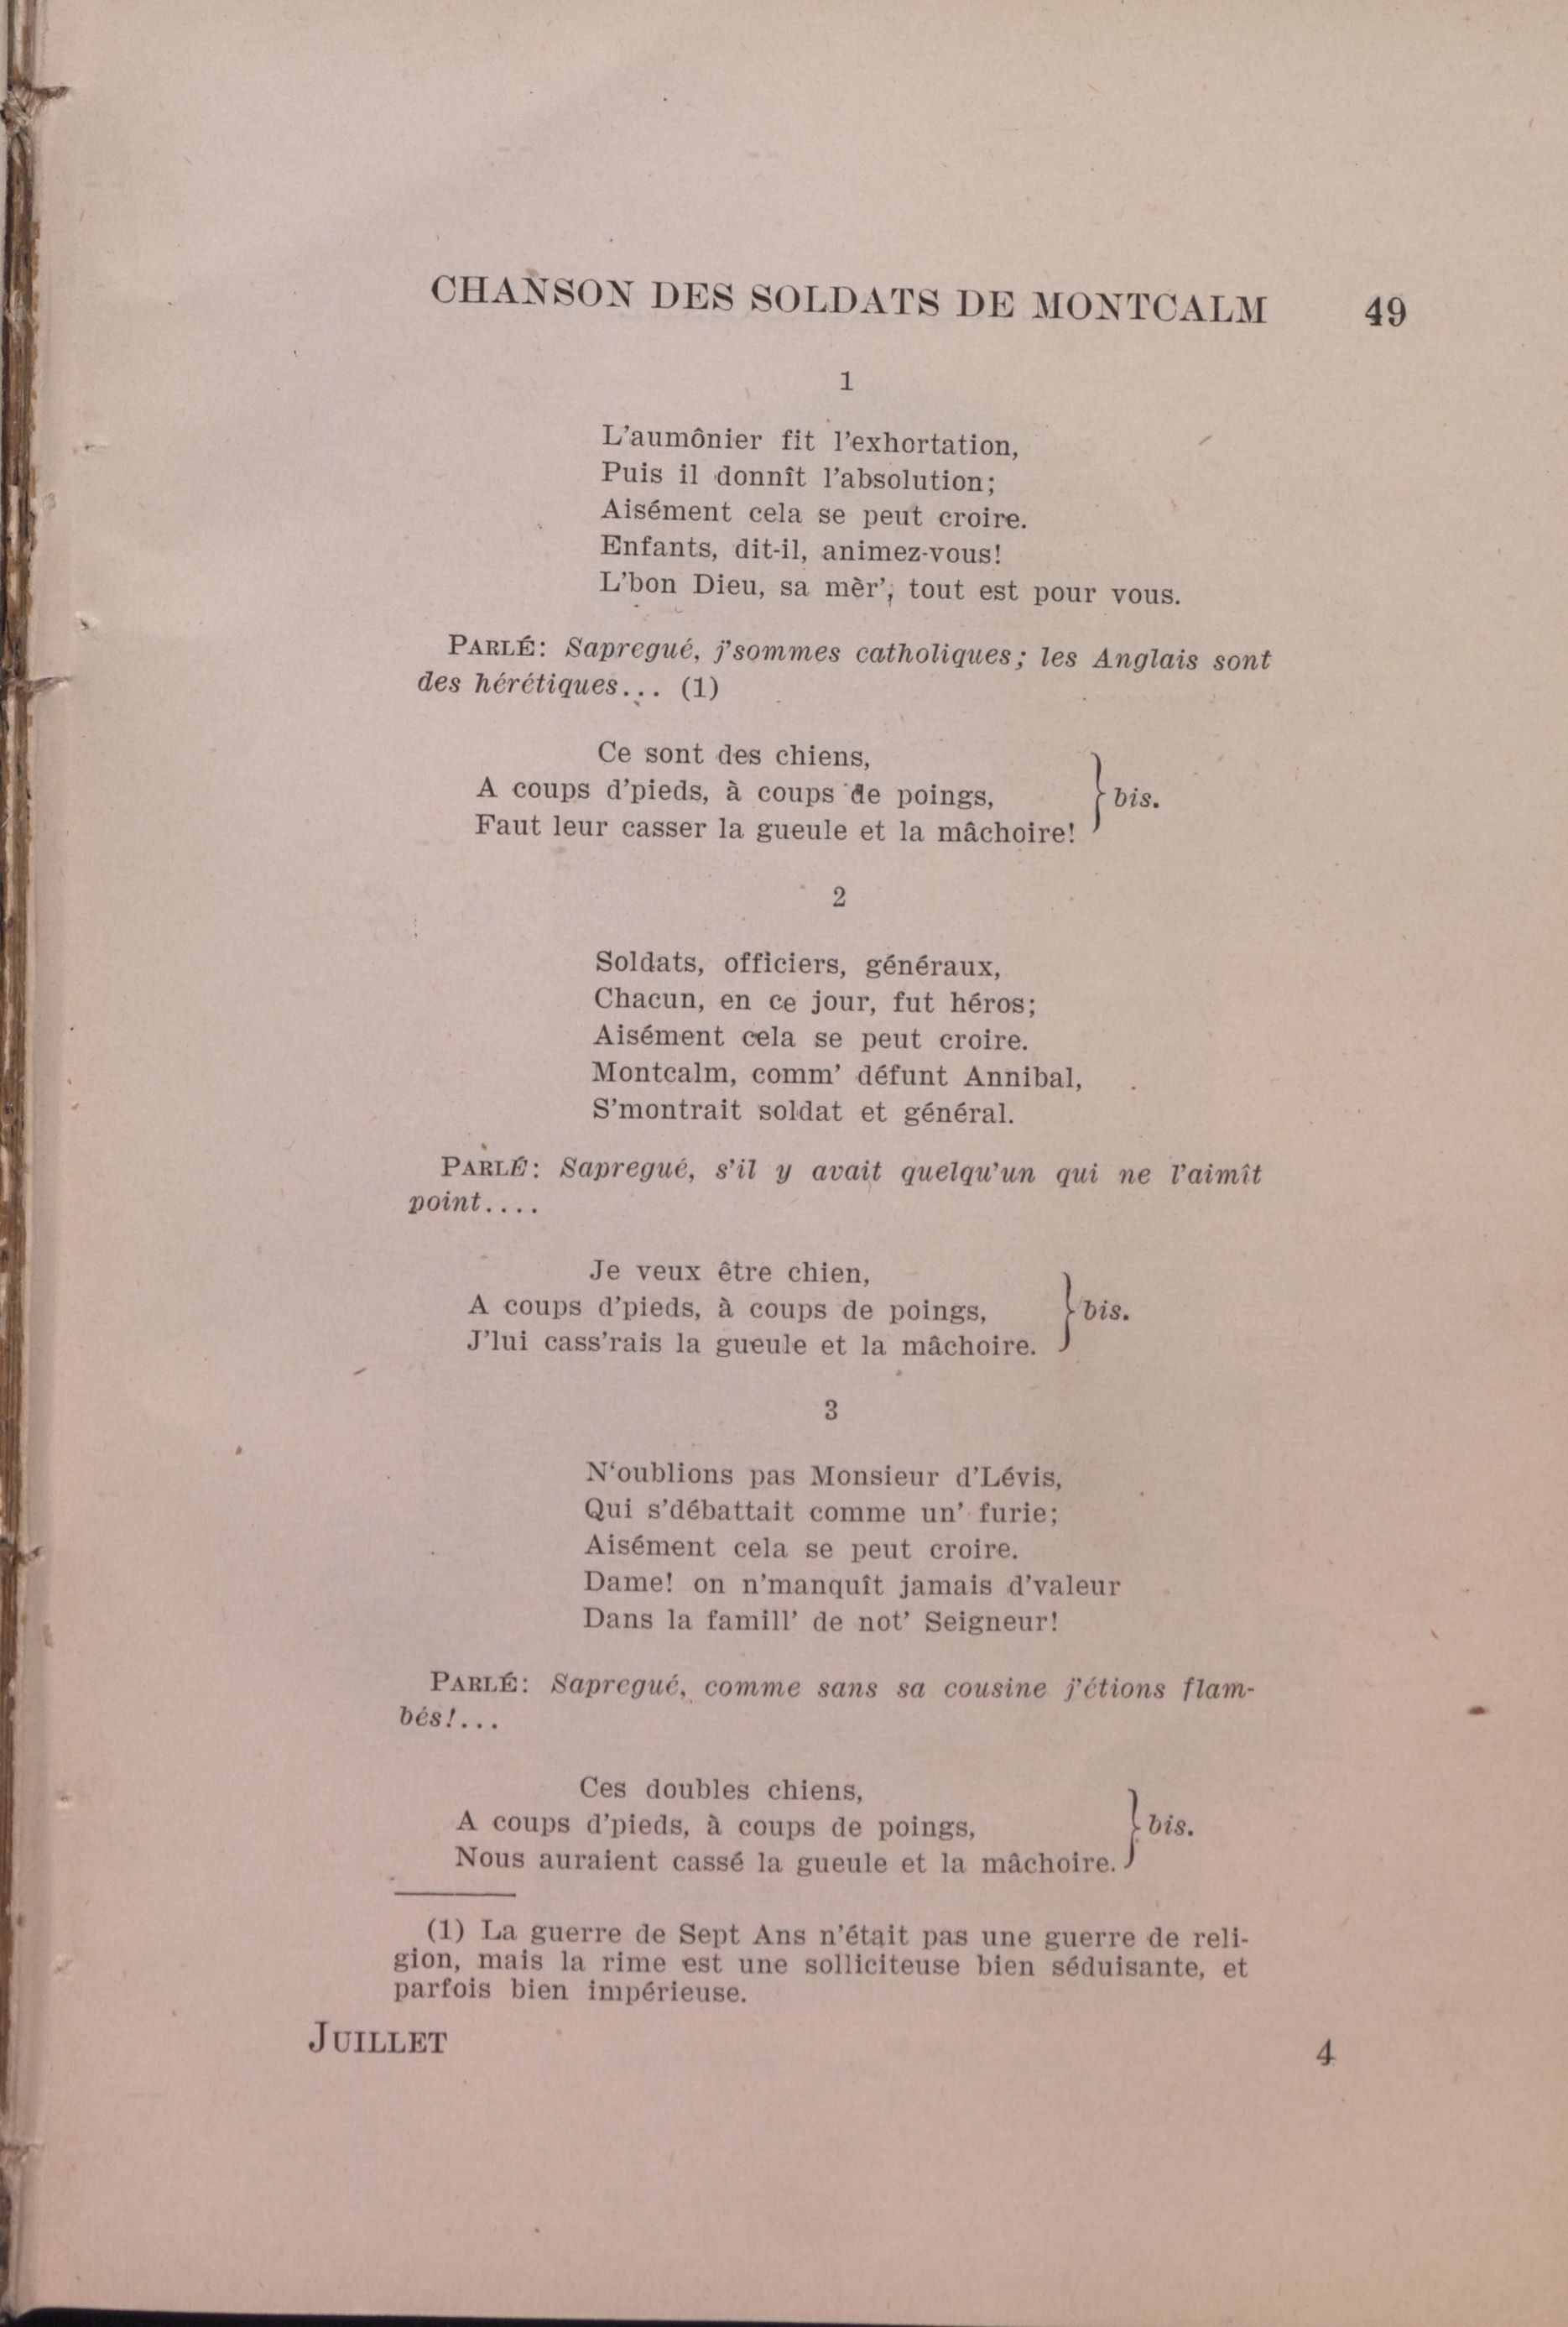 CHANSON DES SOLDATS DE MONTCALM 49
1
L'aumônier fit l'exhortation,
Puis il donnît l'absolution;
Aisément cela se peut croire.
Enfants, dit-il, animez-vous!
L'bon Dieu, sa mèr', tout est pour vous.
PARLÉ: Sapregué, j'sommes catholiques; les Anglais sont
des hérétiques... (1)
Ce sont des chiens,
A coups d'pieds, à coups de poings, } bis.
Faut leur casser la gueule et la mâchoire!
2
Soldats, officiers, généraux,
Chacun, en ce jour, fut héros;
Aisément cela se peut croire.
Montcalm, comm' défunt Annibal,
S'montrait soldat et général.
PARLÉ: Sapregué, s'il y avait quelqu'un qui ne l'aimît
point....
Je veux être chien,
A coups d'pieds, à coups de poings, } bis.
J'lui cass'rais la gueule et la mâchoire.
3
N‘oublions pas Monsieur d'Lévis,
Qui s'débattait comme un' furie;
Aisément cela se peut croire.
Dame! on n'manquît jamais d'valeur
Dans la famill' de not' Seigneur!
PARLÉ: Sapregué, comme sans sa cousine j'étions flam-
bés!...
Ces doubles chiens,
A coups d'pieds, à coups de poings, } bis.
Nous auraient cassé la gueule et la mâchoire.
(1) La guerre de Sept Ans n'était pas une guerre de reli-
gion, mais la rime est une solliciteuse bien séduisante, et
parfois bien impérieuse.
JUILLET 4